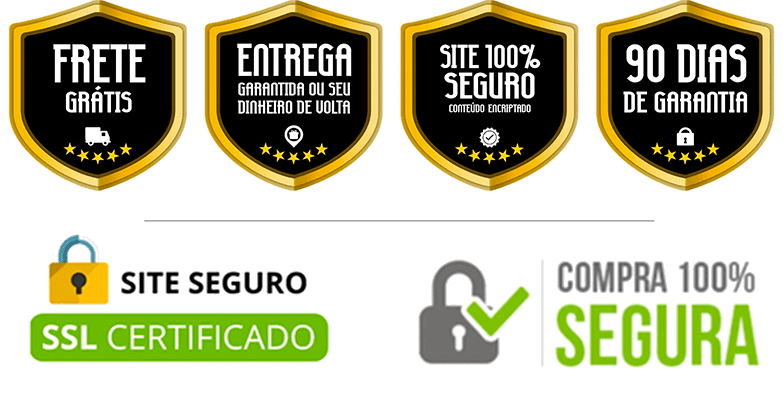 FRETE
GRÁTIS
ENTREGA
GARANTIDA OU SEU
DINHEIRO DE VOLTA
SITE 100%
SEGURO
CONTEÚDO ENCRIPTADO
90 DIAS
DE GARANTIA
SITE SEGURO
SSL CERTIFICADO
COMPRA 100%
SEGURA